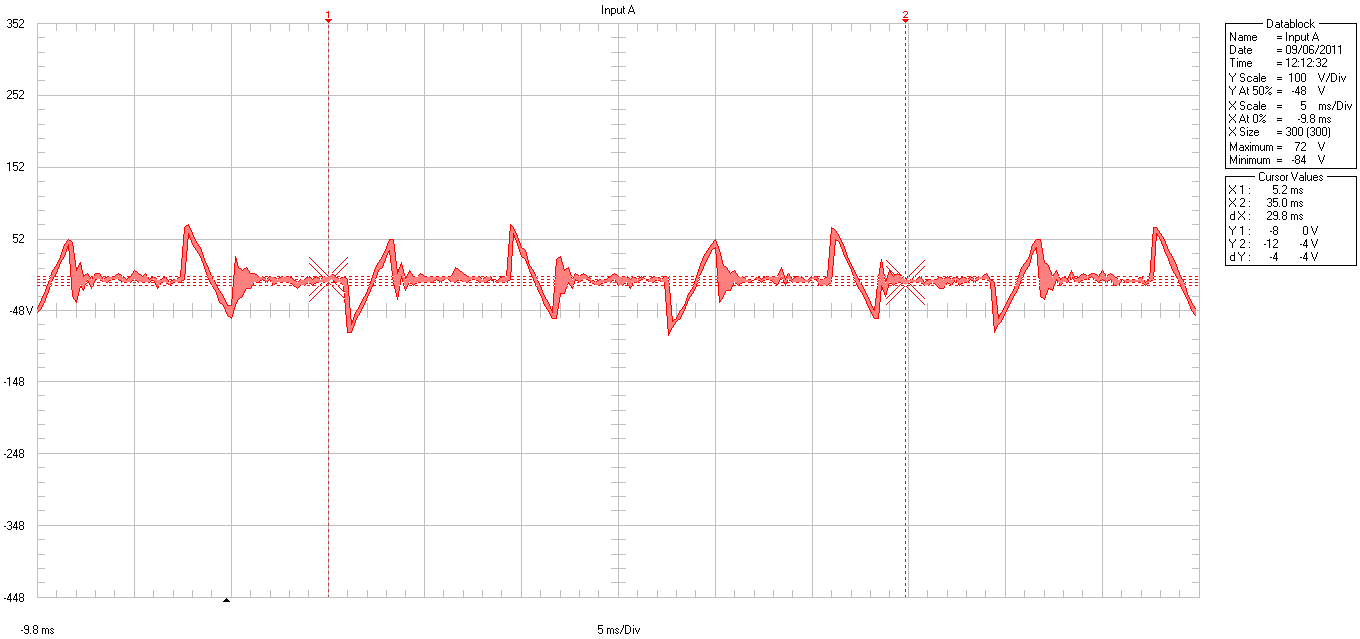 Input A
1
2
352
252
152
52
-48 V
-148
-248
-348
-448
-9.8 ms
5 ms/Div
Datablock
Name = Input A
Date = 09/06/2011
Time = 12:12:32
Y Scale = 100 V/Div
Y At 50% = -48 V
X Scale = 5 ms/Div
X At 0% = -9.8 ms
X Size = 300 (300)
Maximum = 72 V
Minimum = -84 V
Cursor Values
X 1 : 5.2 ms
X 2 : 35.0 ms
dX : 29.8 ms
Y 1 : -8 0 V
Y 2 : -12 -4 V
dY : -4 -4 V